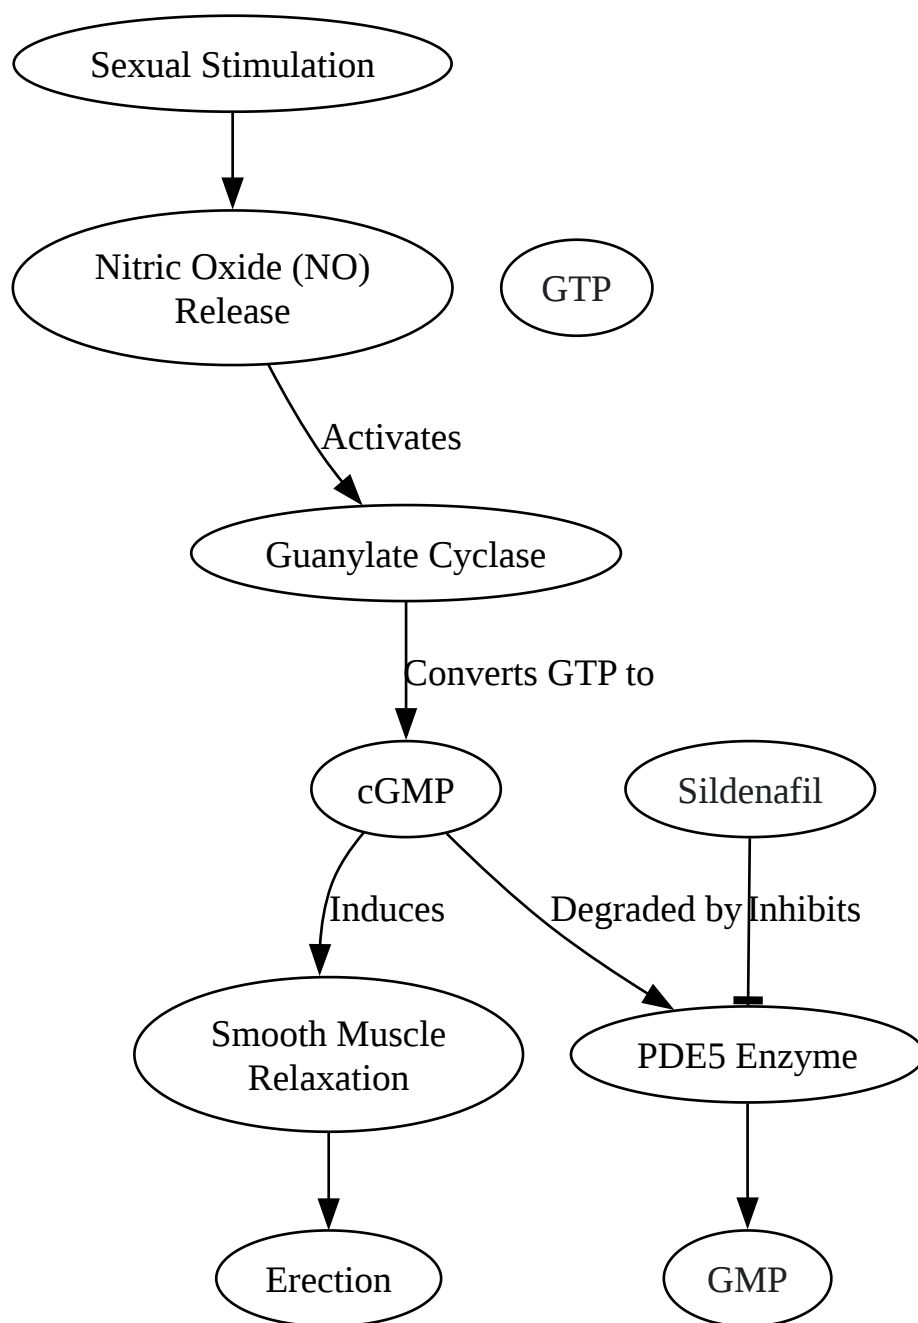 Sexual Stimulation
Nitric Oxide (NO)
Release
GTP
Activates
Guanylate Cyclase
Converts GTP to
cGMP
Sildenafil
Induces
Degraded by
Inhibits
Smooth Muscle
Relaxation
PDE5 Enzyme
Erection
GMP